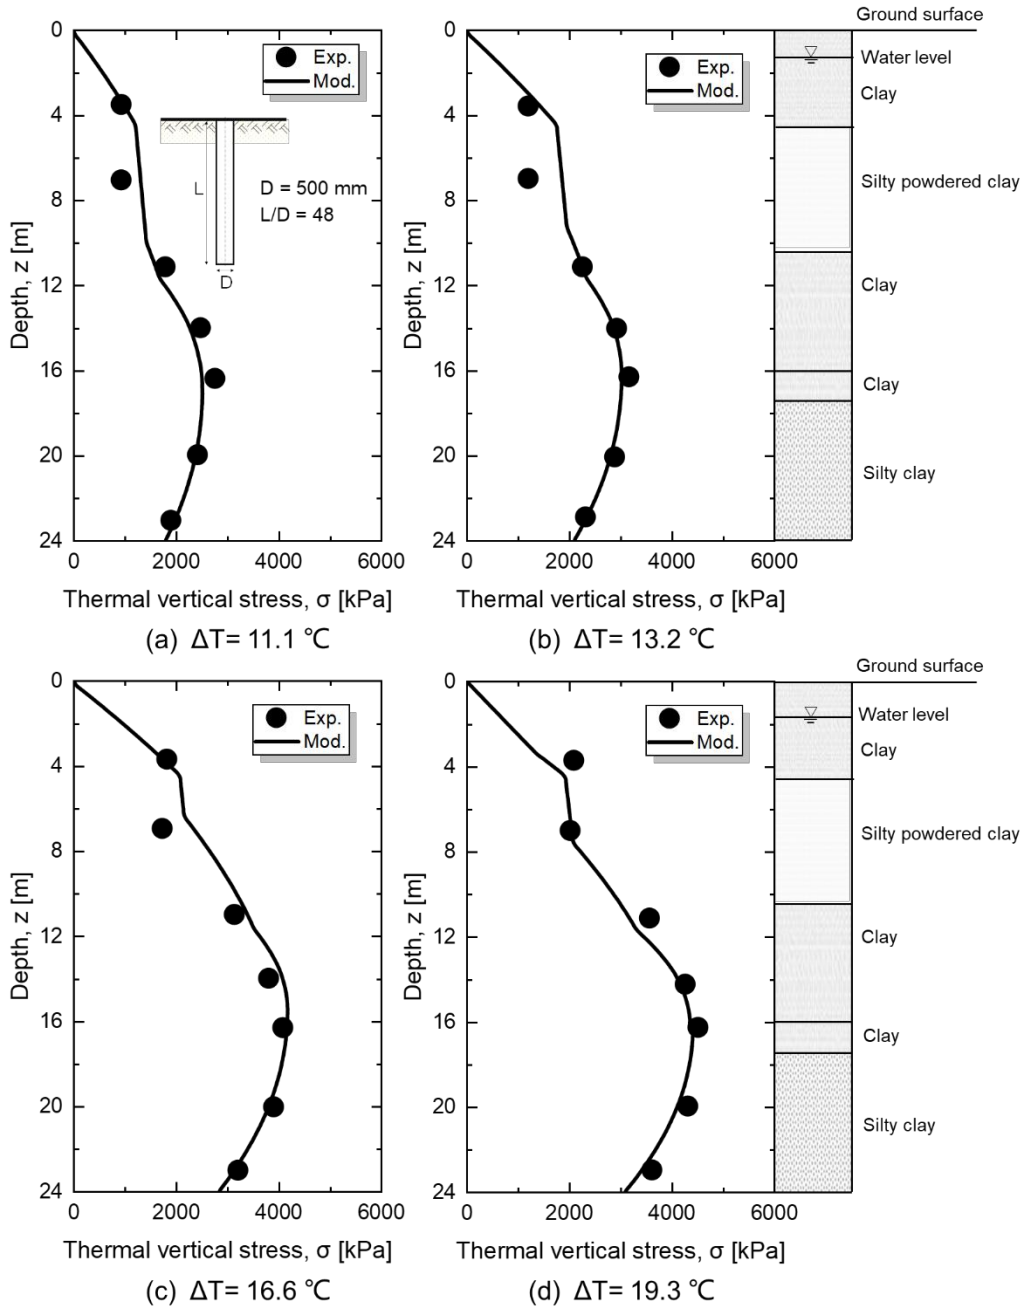 Ground surface
0
4
8
12
16
20
24
Depth, z [m]
Exp.
Mod.
L
D
D = 500 mm
L/D = 48
0 2000 4000 6000
Thermal vertical stress, σ [kPa]
(a) ΔT= 11.1 ℃
0
4
8
12
16
20
24
Depth, z [m]
Exp.
Mod.
0 2000 4000 6000
Thermal vertical stress, σ [kPa]
(b) ΔT= 13.2 ℃
Water level
Clay
Silty powdered clay
Clay
Clay
Silty clay
Ground surface
0
4
8
12
16
20
24
Depth, z [m]
Exp.
Mod.
0 2000 4000 6000
Thermal vertical stress, σ [kPa]
(c) ΔT= 16.6 ℃
0
4
8
12
16
20
24
Depth, z [m]
Exp.
Mod.
0 2000 4000 6000
Thermal vertical stress, σ [kPa]
(d) ΔT= 19.3 ℃
Water level
Clay
Silty powdered clay
Clay
Clay
Silty clay